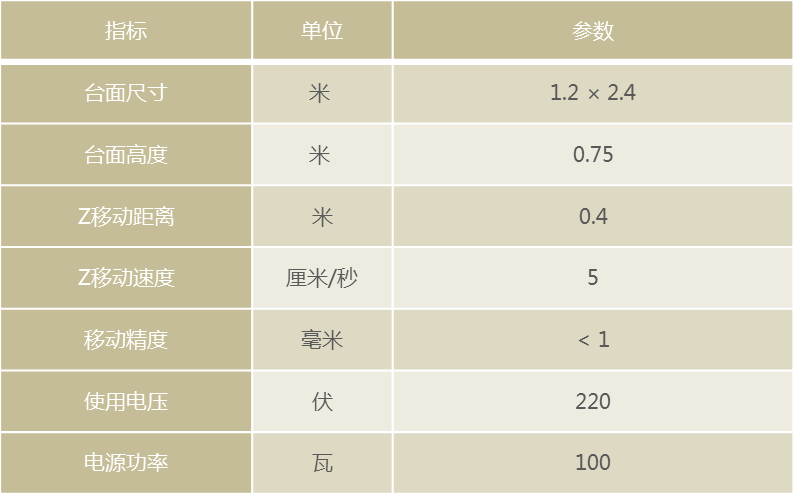 指标 单位 参数
台面尺寸 米 1.2 × 2.4
台面高度 米 0.75
Z移动距离 米 0.4
Z移动速度 厘米/秒 5
移动精度 毫米 < 1
使用电压 伏 220
电源功率 瓦 100